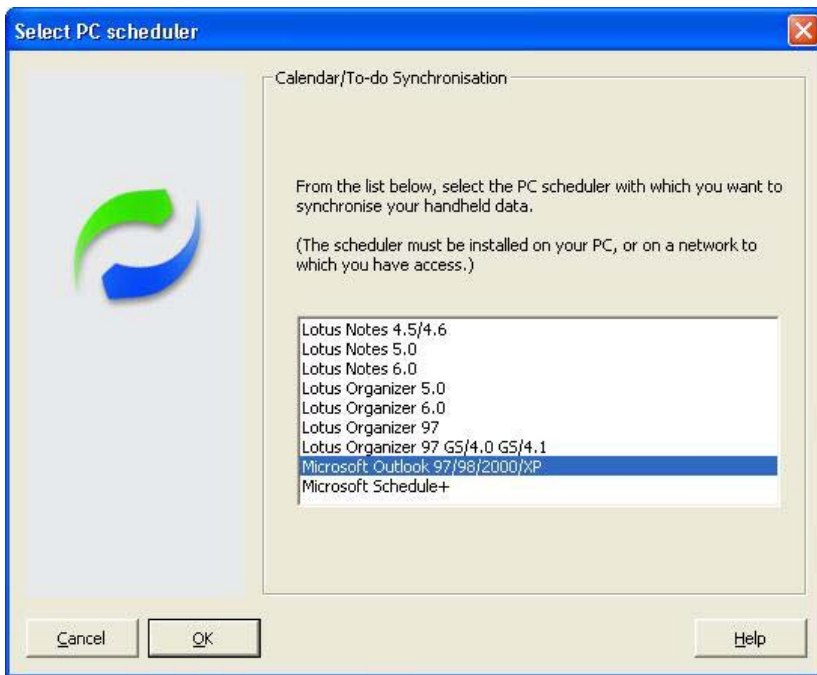 Select PC scheduler
Calendar/To-do Synchronisation
From the list below, select the PC scheduler with which you want to
synchronise your handheld data.
(The scheduler must be installed on your PC, or on a network to
which you have access.)
Lotus Notes 4.5/4.6
Lotus Notes 5.0
Lotus Notes 6.0
Lotus Organizer 5.0
Lotus Organizer 6.0
Lotus Organizer 97
Lotus Organizer 97 GS/4.0 GS/4.1
Microsoft Outlook 97/98/2000/XP
Microsoft Schedule+
Cancel
OK
Help